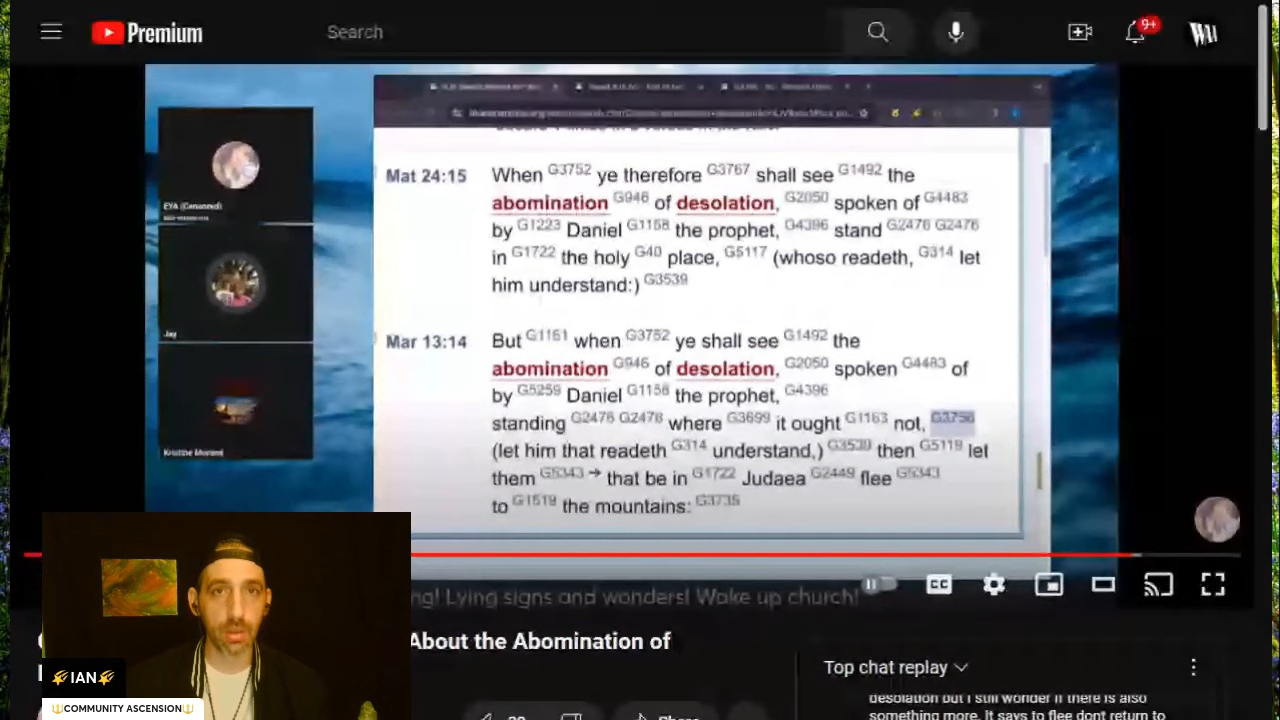 Premium
Search
9+
EYA (Censored)
Jay
Mat 24:15 When G3752 ye therefore G3767 shall see G1492 the
abomination G946 of desolation, G2050 spoken of G4483
by G1223 Daniel G1158 the prophet, G4396 stand G2476 G2476
in G1722 the holy G40 place, G5117 (whoso readeth, G314 let
him understand:) G3539
Mar 13:14 But G1161 when G3752 ye shall see G1492 the
abomination G946 of desolation, G2050 spoken G4483 of
by G5259 Daniel G1158 the prophet, G4396
standing G2476 G2476 where G3699 it ought G1163 not, G3756
(let him that readeth G314 understand,) G3539 then G5119 let
them G5343 → that be in G1722 Judaea G2449 flee G5343
to G1519 the mountains: G3735
CC
ng! Lying signs and wonders! Wake up church!
About the Abomination of
IAN
COMMUNITY ASCENSION
Share
Top chat replay
desolation but I still wonder if there is also
something more. It says to flee dont return to